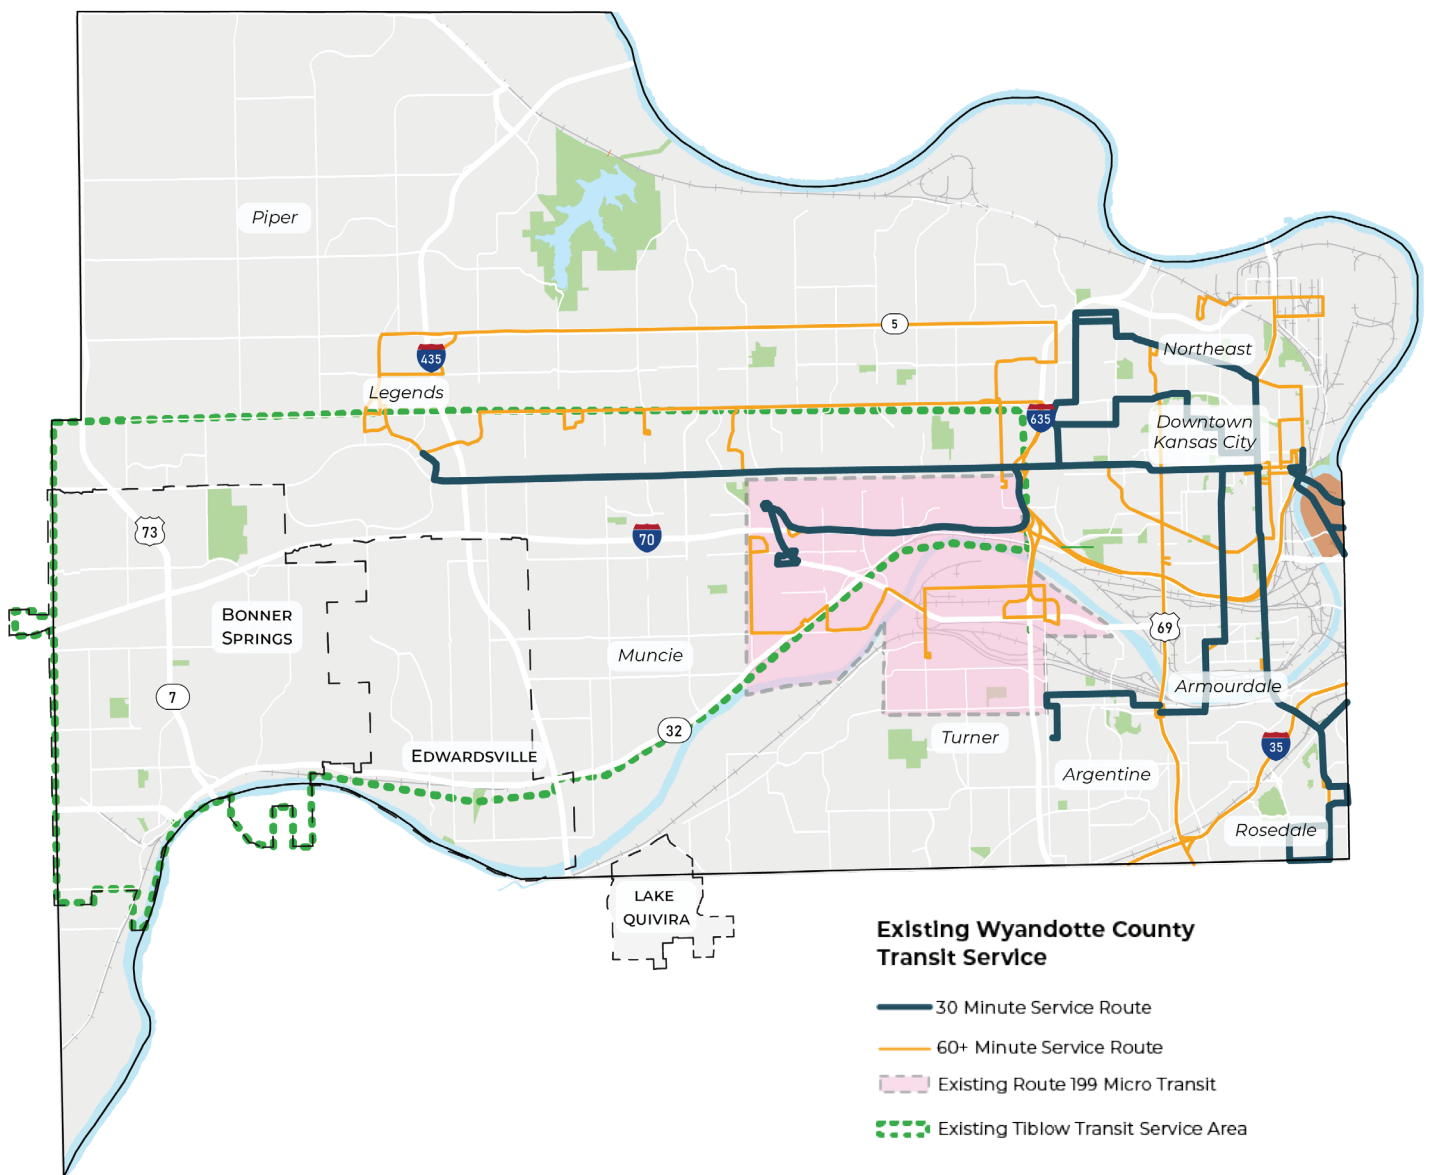 Piper
5
435
Northeast
Legends
635
Downtown
Kansas City
73
70
BONNER
SPRINGS
69
Muncie
7
Armourdale
32
Turner
35
EDWARDSVILLE
Argentine
Rosedale
LAKE
QUIVIRA
Existing Wyandotte County
Transit Service
30 Minute Service Route
60+ Minute Service Route
Existing Route 199 Micro Transit
Existing Tiblow Transit Service Area